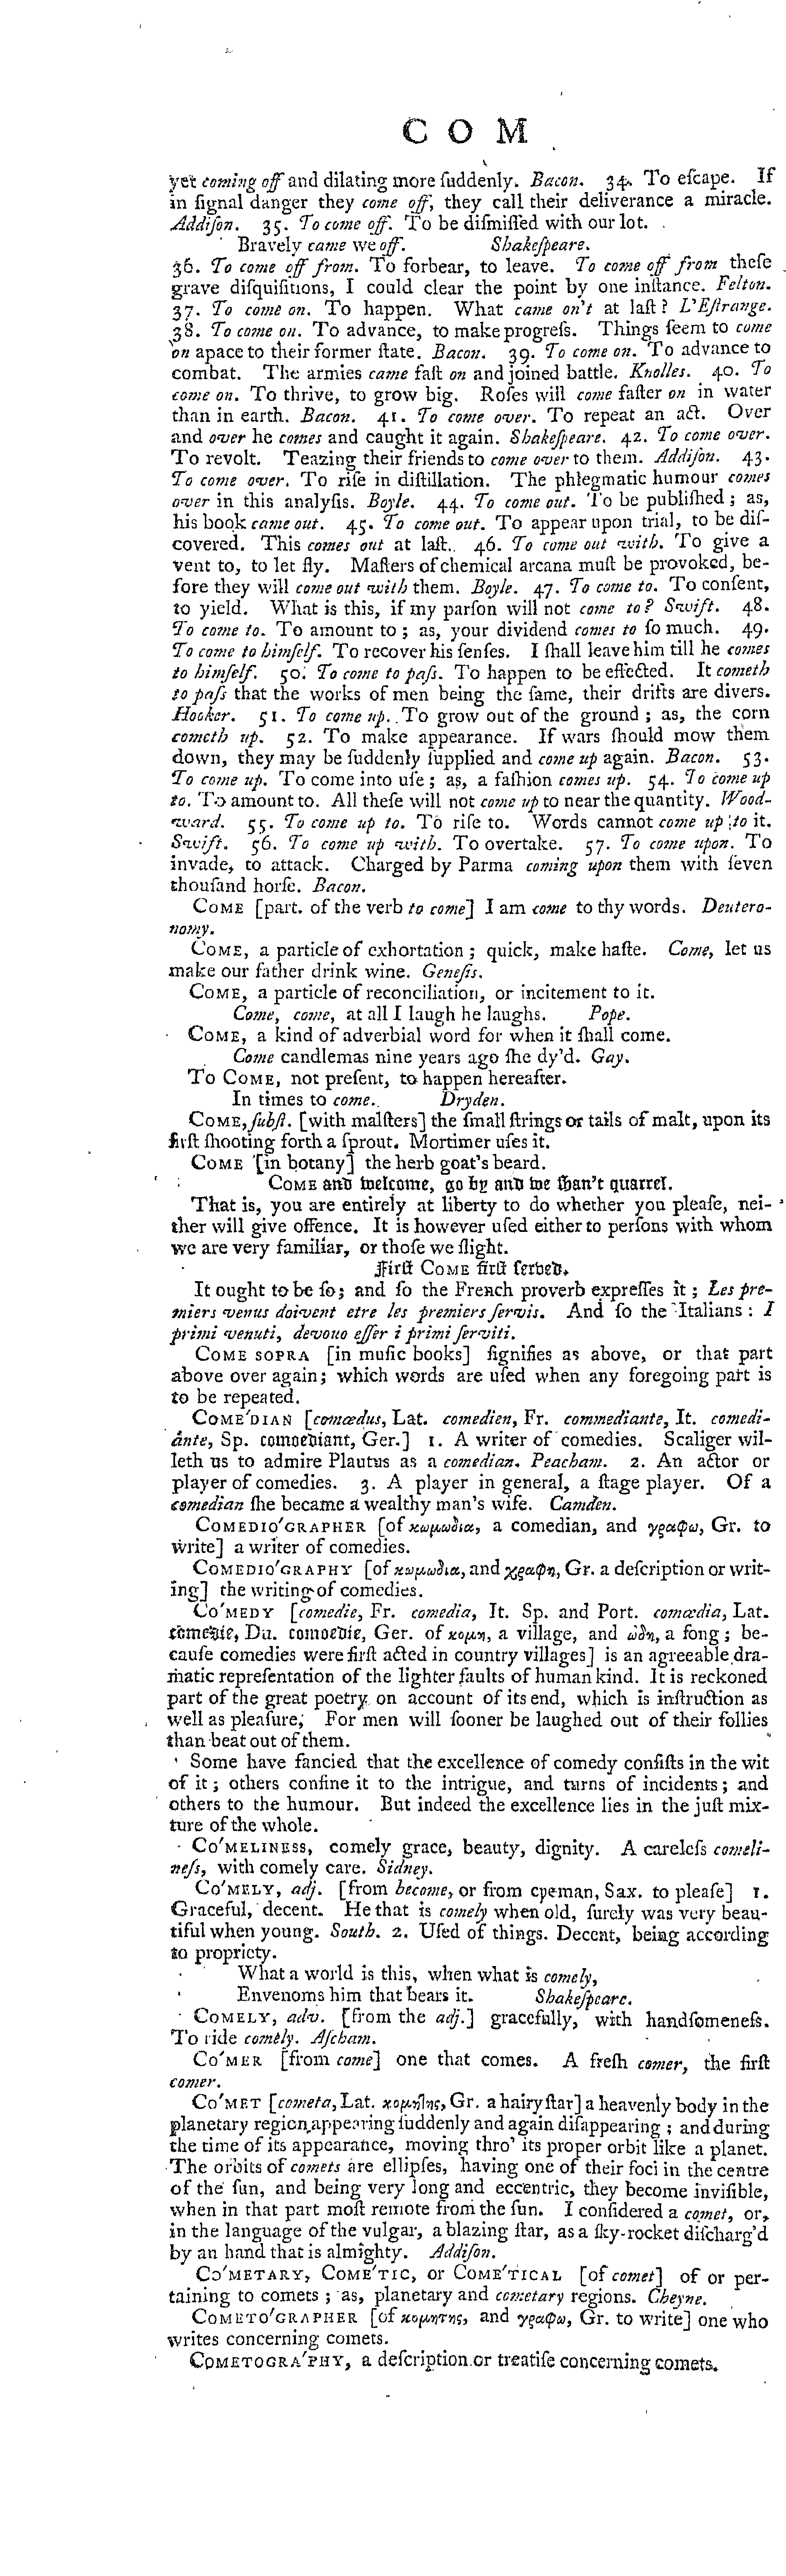 C O M
yet coming off and dilating more ſuddenly. Bacon. 34. To eſcape. If
in ſignal danger they come off, they call their deliverance a miracle.
Addiſon. 35. To come off. To be diſmiſſed with our lot.
Bravely came we off. Shakeſpeare.
36. To come off from. To forbear, to leave. To come off from theſe
grave diſquiſitions, I could clear the point by one inſtance. Felton.
37. To come on. To happen. What came on't at laſt? L'Eſtrange.
38. To come on. To advance, to make progreſs. Things ſeem to come
on apace to their former ſtate. Bacon. 39. To come on. To advance to
combat. The armies came faſt on and joined battle. Knolles. 40. To
come on. To thrive, to grow big. Roſes will come faſter on in water
than in earth. Bacon. 41. To come over. To repeat an act. Over
and over he comes and caught it again. Shakeſpeare. 42. To come over.
To revolt. Teazing their friends to come over to them. Addiſon. 43.
To come over. To riſe in diſtillation. The phlegmatic humour comes
over in this analyſis. Boyle. 44. To come out. To be publiſhed; as,
his book came out. 45. To come out. To appear upon trial, to be diſ-
covered. This comes out at laſt. 46. To come out with. To give a
vent to, to let fly. Maſters of chemical arcana muſt be provoked, be-
fore they will come out with them. Boyle. 47. To come to. To conſent,
to yield. What is this, if my parſon will not come to? Swift. 48.
To come to. To amount to; as, your dividend comes to ſo much. 49.
To come to himſelf. To recover his ſenſes. I ſhall leave him till he comes
to himſelf. 50. To come to paſs. To happen to be effected. It cometh
to paſs that the works of men being the ſame, their drifts are divers.
Hooker. 51. To come up. To grow out of the ground; as, the corn
cometh up. 52. To make appearance. If wars ſhould mow them
down, they may be ſuddenly ſupplied and come up again. Bacon. 53.
To come up. To come into uſe; as, a faſhion comes up. 54. To come up
to. To amount to. All theſe will not come up to near the quantity. Wood-
ward. 55. To come up to. To riſe to. Words cannot come up to it.
Swift. 56. To come up with. To overtake. 57. To come upon. To
invade, to attack. Charged by Parma coming upon them with ſeven
thouſand horſe. Bacon.
COME [part. of the verb to come] I am come to thy words. Deutero-
nomy.
COME, a particle of exhortation; quick, make haſte. Come, let us
make our father drink wine. Geneſis.
COME, a particle of reconciliation, or incitement to it.
Come, come, at all I laugh he laughs. Pope.
COME, a kind of adverbial word for when it ſhall come.
Come candlemas nine years ago ſhe dy'd. Gay.
To COME, not preſent, to happen hereafter.
In times to come. Dryden.
COME, ſubſt. [with malſters] the ſmall ſtrings or tails of malt, upon its
firſt ſhooting forth a ſprout. Mortimer uſes it.
COME [in botany] the herb goat's beard.
COME and welcome, go by and we ſhan't quarrel.
That is, you are entirely at liberty to do whether you pleaſe, nei-
ther will give offence. It is however uſed either to perſons with whom
we are very familiar, or thoſe we ſlight.
Firſt COME firſt ſerved.
It ought to be ſo; and ſo the French proverb expreſſes it; Les pre-
miers venus doivent etre les premiers ſervis. And ſo the Italians: I
primi venuti, devono eſſer i primi ſerviti.
COME SOPRA [in muſic books] ſignifies as above, or that part
above over again; which words are uſed when any foregoing part is
to be repeated.
COME'DIAN [comœdus, Lat. comedien, Fr. commediante, It. comedi-
ánte, Sp. comoediant, Ger.] 1. A writer of comedies. Scaliger wil-
leth us to admire Plautus as a comedian. Peacham. 2. An actor or
player of comedies. 3. A player in general, a ſtage player. Of a
comedian ſhe became a wealthy man's wife. Camden.
COMEDIO'GRAPHER [of κωμωδια, a comedian, and γραφω, Gr. to
write] a writer of comedies.
COMEDIO'GRAPHY [of κωμωδια, and γραφη, Gr. a deſcription or writ-
ing] the writing of comedies.
CO'MEDY [comedie, Fr. comedia, It. Sp. and Port. comœdia, Lat.
comedie, Du. comoedie, Ger. of κομη, a village, and ὠδη, a ſong; be-
cauſe comedies were firſt acted in country villages] is an agreeable dra-
matic repreſentation of the lighter faults of human kind. It is reckoned
part of the great poetry on account of its end, which is inſtruction as
well as pleaſure; For men will ſooner be laughed out of their follies
than beat out of them.
Some have fancied that the excellence of comedy conſiſts in the wit
of it; others confine it to the intrigue, and turns of incidents; and
others to the humour. But indeed the excellence lies in the juſt mix-
ture of the whole.
CO'MELINESS, comely grace, beauty, dignity. A careleſs comeli-
neſs, with comely care. Sidney.
CO'MELY, adj. [from become, or from cpeman, Sax. to pleaſe] 1.
Graceful, decent. He that is comely when old, ſurely was very beau-
tiful when young. South. 2. Uſed of things. Decent, being according
to propriety.
What a world is this, when what is comely,
Envenoms him that bears it. Shakeſpeare.
COMELY, adv. [from the adj.] gracefully, with handſomeneſs.
To ride comely. Aſcham.
CO'MER [from come] one that comes. A freſh comer, the firſt
comer.
CO'MET [cometa, Lat. κομητης, Gr. a hairy ſtar] a heavenly body in the
planetary region appearing ſuddenly and again diſappearing; and during
the time of its appearance, moving thro' its proper orbit like a planet.
The orbits of comets are ellipſes, having one of their foci in the centre
of the ſun, and being very long and eccentric, they become inviſible,
when in that part moſt remote from the ſun. I conſidered a comet, or,
in the language of the vulgar, a blazing ſtar, as a ſky-rocket diſcharg'd
by an hand that is almighty. Addiſon.
CO'METARY, COME'TIC, or COME'TICAL [of comet] of or per-
taining to comets; as, planetary and cometary regions. Cheyne.
COMETO'GRAPHER [of κομητης, and γραφω, Gr. to write] one who
writes concerning comets.
COMETOGRA'PHY, a deſcription or treatiſe concerning comets.